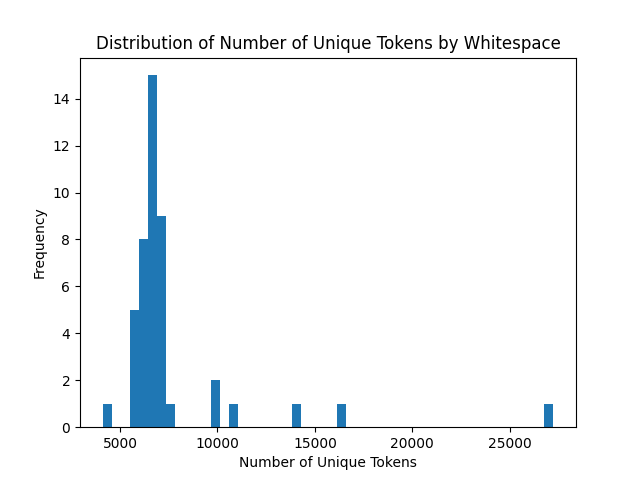 Distribution of Number of Unique Tokens by Whitespace
14
12
10
8
6
4
2
0
Frequency
5000 10000 15000 20000 25000
Number of Unique Tokens